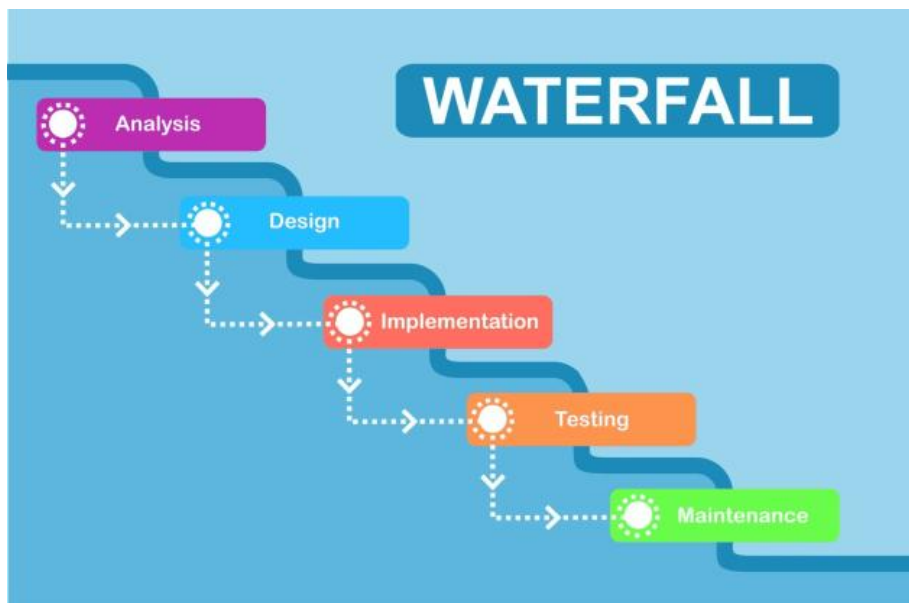 WATERFALL
Analysis
Design
Implementation
Testing
Maintenance